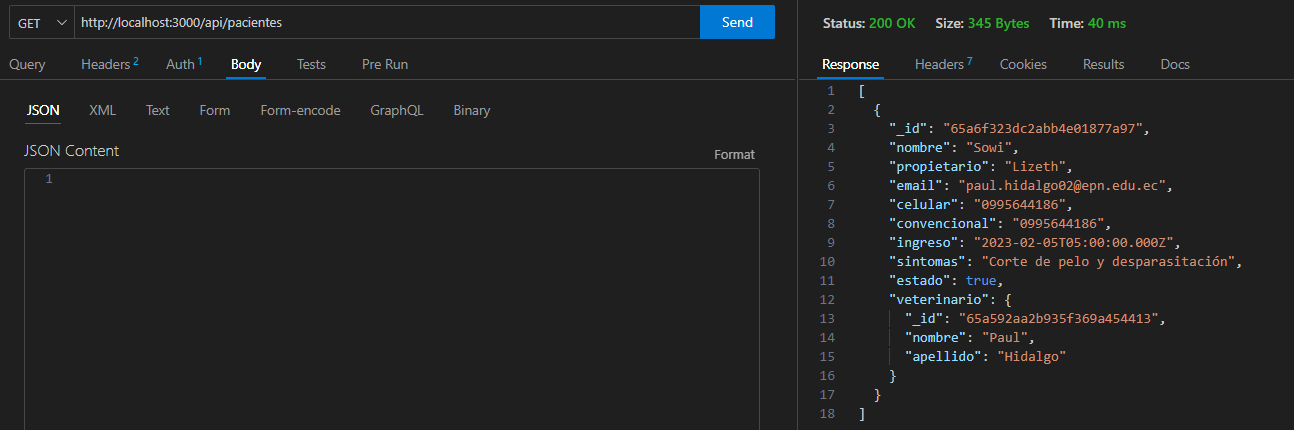 GET http://localhost:3000/api/pacientes Send
Query Headers 2 Auth 1 Body Tests Pre Run
JSON XML Text Form Form-encode GraphQL Binary
JSON Content Format
1
Status: 200 OK Size: 345 Bytes Time: 40 ms
Response Headers 7 Cookies Results Docs
1 [
2 {
3 "_id": "65a6f323dc2abb4e01877a97",
4 "nombre": "Sowi",
5 "propietario": "Lizeth",
6 "email": "paul.hidalgo02@epn.edu.ec",
7 "celular": "0995644186",
8 "convencional": "0995644186",
9 "ingreso": "2023-02-05T05:00:00.000Z",
10 "sintomas": "Corte de pelo y desparasitación",
11 "estado": true,
12 "veterinario": {
13 "_id": "65a592aa2b935f369a454413",
14 "nombre": "Paul",
15 "apellido": "Hidalgo"
16 }
17 }
18 ]